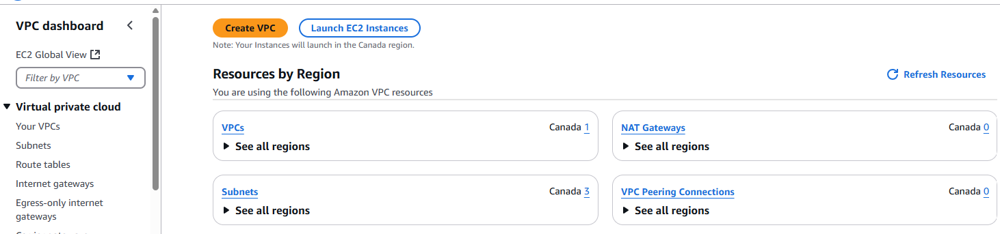 VPC dashboard
EC2 Global View
Filter by VPC
Virtual private cloud
Your VPCs
Subnets
Route tables
Internet gateways
Egress-only internet
gateways
Create VPC
Launch EC2 Instances
Note: Your Instances will launch in the Canada region.
Resources by Region
Refresh Resources
You are using the following Amazon VPC resources
VPCs
Canada 1
See all regions
NAT Gateways
Canada 0
See all regions
Subnets
Canada 3
See all regions
VPC Peering Connections
Canada 0
See all regions